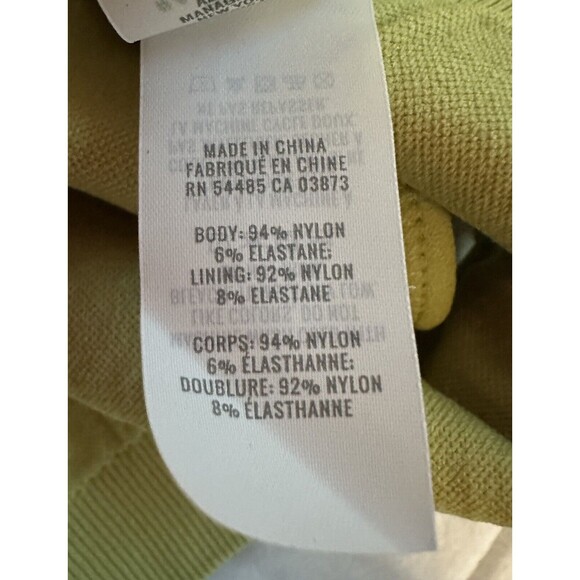 MADE IN CHINA
FABRIQUÉ EN CHINE
RN 54485 CA 03873
BODY: 94% NYLON
6% ELASTANE;
LINING: 92% NYLON
8% ELASTANE
CORPS: 94% NYLON
6% ÉLASTHANNE;
DOUBLURE: 92% NYLON
8% ÉLASTHANNE